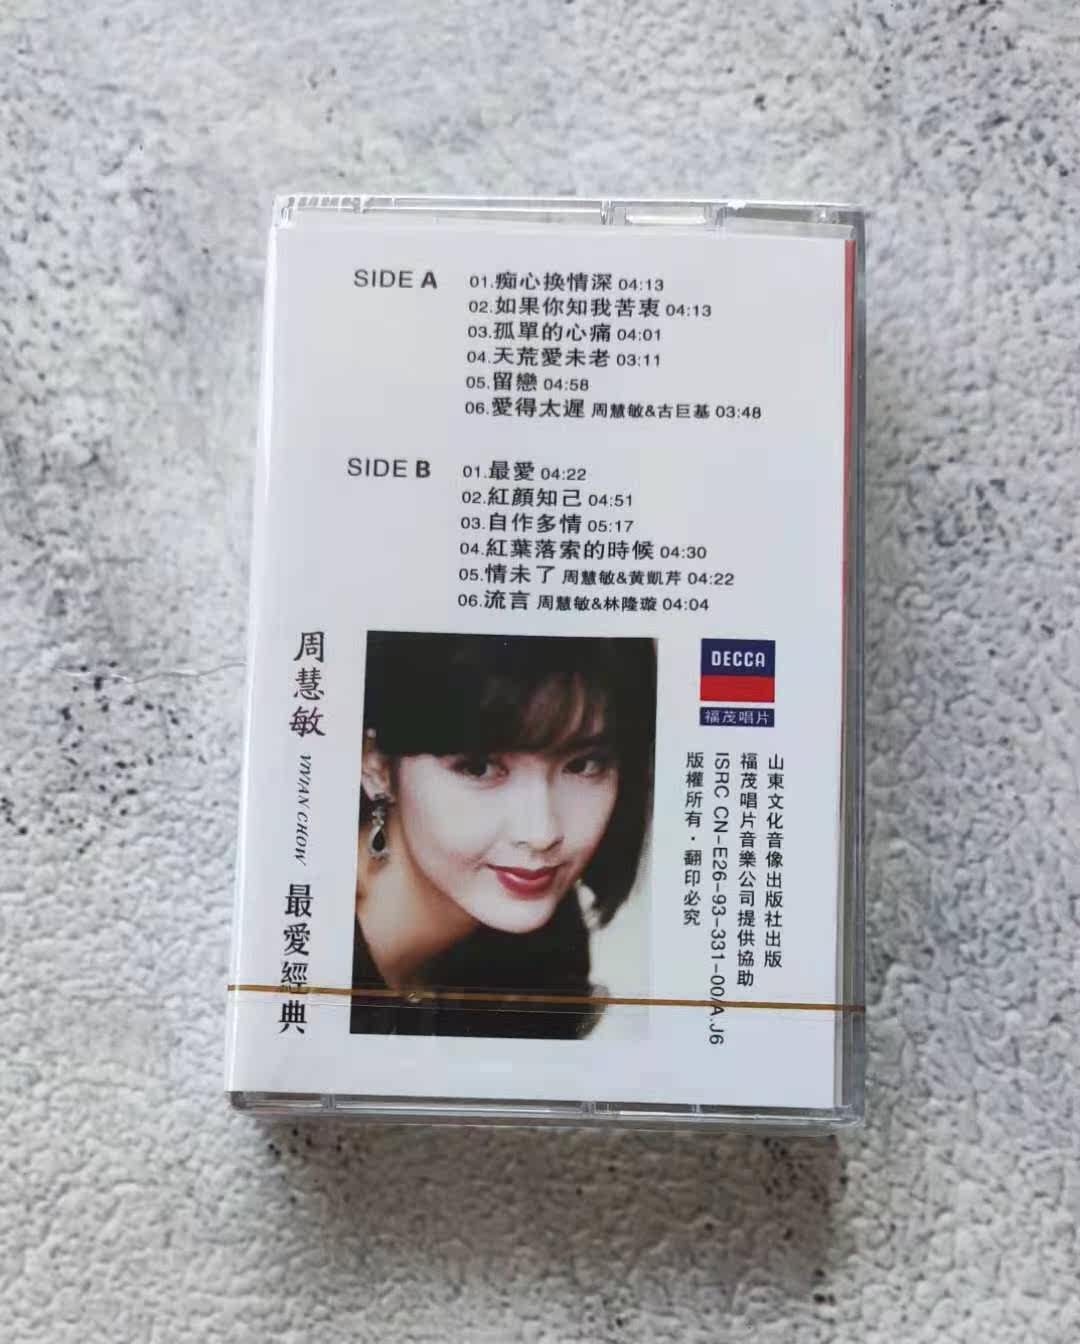 SIDE A
01.痴心換情深 04:13
02.如果你知我苦衷 04:13
03.孤單的心痛 04:01
04.天荒愛未老 03:11
05.留戀 04:58
06.愛得太遲 周慧敏&古巨基 03:48
SIDE B
01.最愛 04:22
02.紅顏知己 04:51
03.自作多情 05:17
04.紅葉落索的時候 04:30
05.情未了 周慧敏&黃凱芹 04:22
06.流言 周慧敏&林隆璇 04:04
周慧敏 VIVIAN CHOW 最愛經典
DECCA
福茂唱片
山東文化音像出版社出版
福茂唱片音樂公司提供協助
ISRC CN-E26-93-331-00/A.J6
版權所有·翻印必究